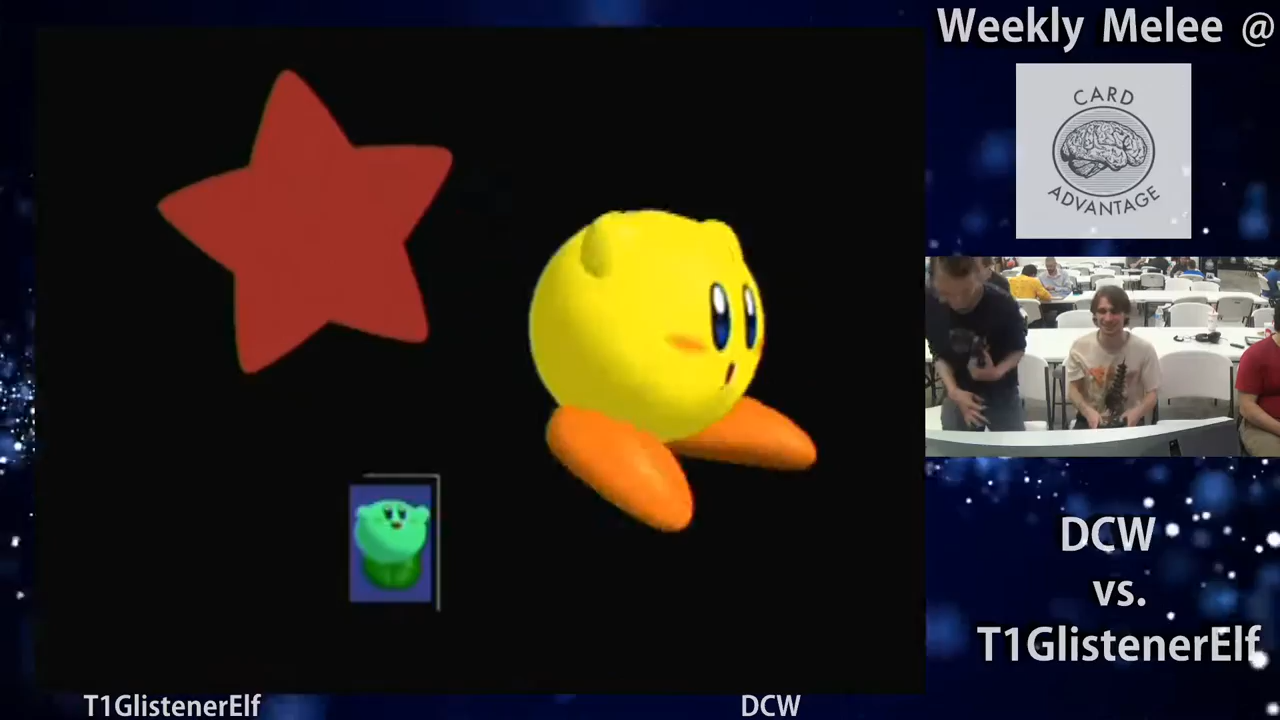 Weekly Melee @
CARD
ADVANTAGE
DCW
vs.
T1GlistenerElf
T1GlistenerElf
DCW